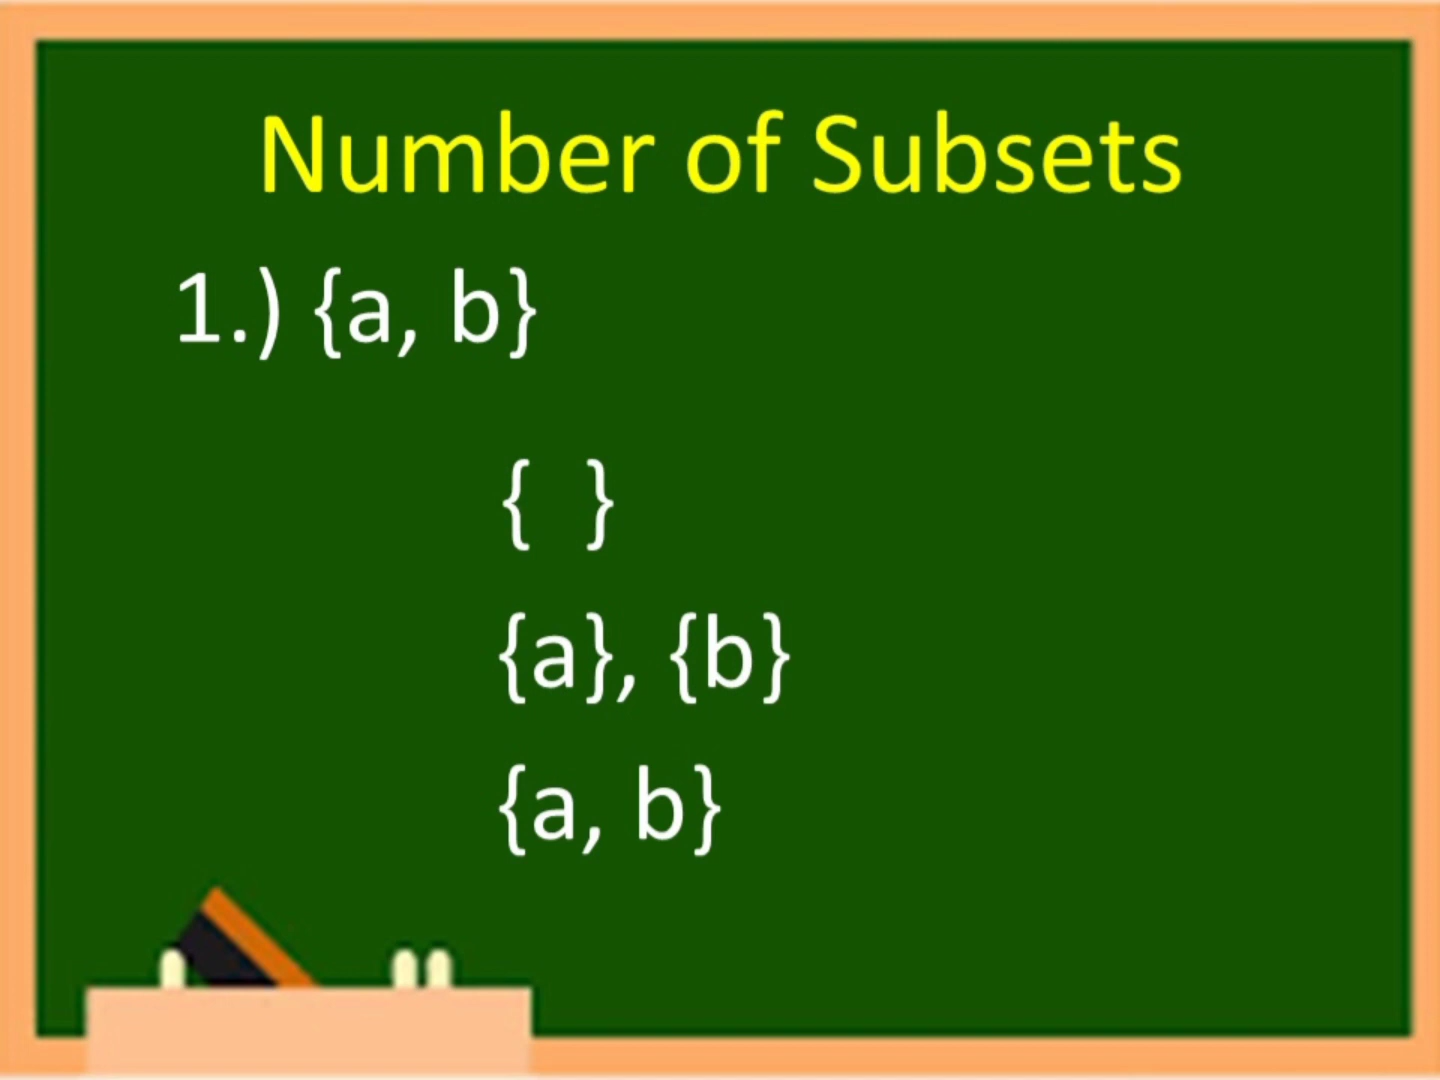 Number of Subsets
1.) {a, b}
{ }
{a}, {b}
{a, b}